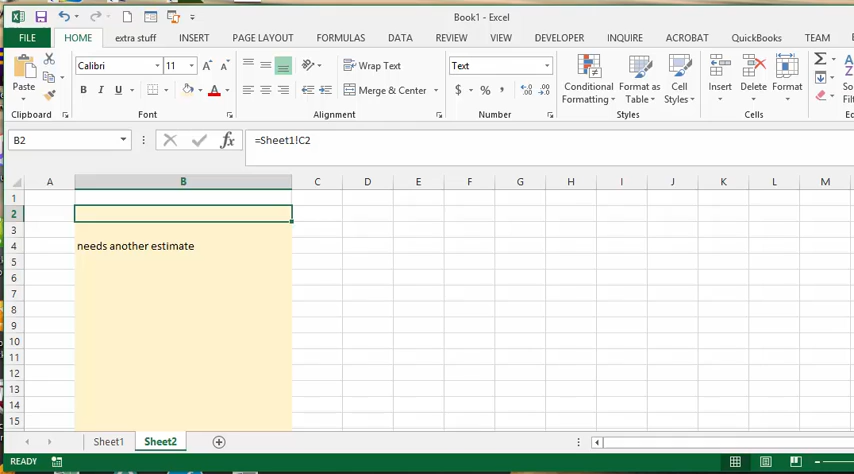 Book1 - Excel
FILE HOME extra stuff INSERT PAGE LAYOUT FORMULAS DATA REVIEW VIEW DEVELOPER INQUIRE ACROBAT QuickBooks TEAM
Calibri 11 Wrap Text Text Σ
Paste B I U A Merge & Center $ % Conditional Formatting Format as Table Cell Styles Insert Delete Format
Clipboard Font Alignment Number Styles Cells
B2 fx =Sheet1!C2
A B C D E F G H I J K L M
1
2
3
4 needs another estimate
5
6
7
8
9
10
11
12
13
14
15
Sheet1 Sheet2
READY